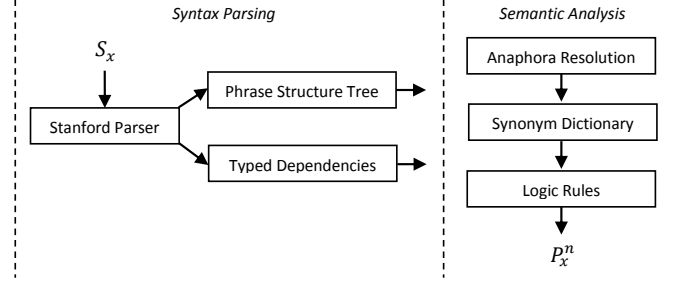 Syntax Parsing
S_x
Stanford Parser
Phrase Structure Tree
Typed Dependencies
Semantic Analysis
Anaphora Resolution
Synonym Dictionary
Logic Rules
P_x^n